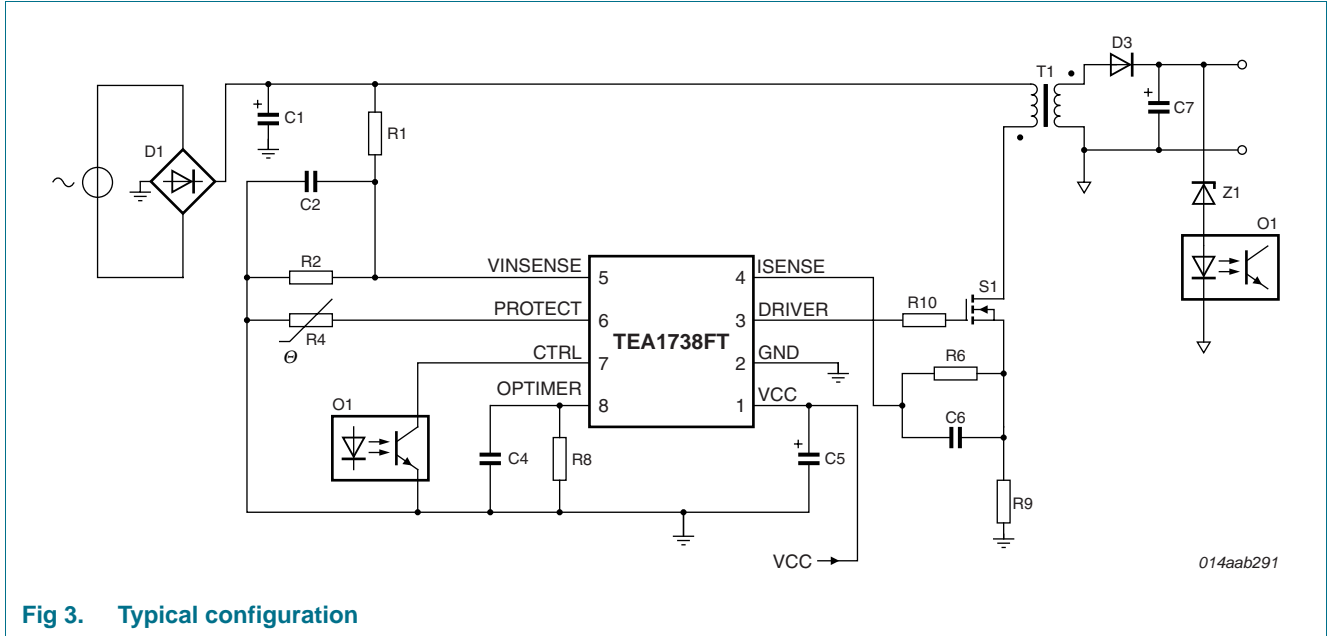 D3
T1
C1
C7
R1
D1
~
C2
Z1
O1
R2
VINSENSE
5
4
ISENSE
S1
PROTECT
6
3
DRIVER
R10
R4
TEA1738FT
Θ
CTRL
7
2
GND
R6
OPTIMER
8
1
VCC
O1
C6
C4
R8
+
C5
R9
VCC
014aab291
Fig 3. Typical configuration